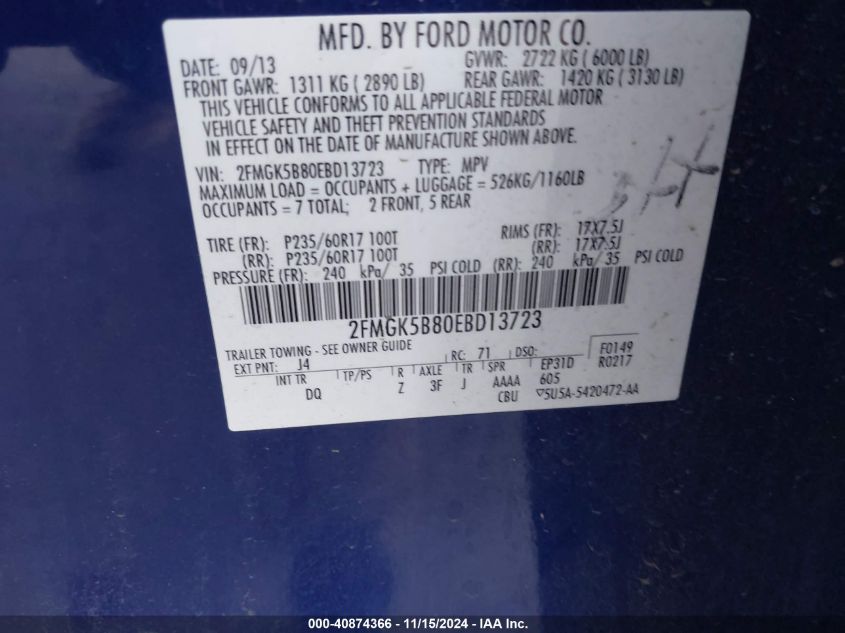 MFD. BY FORD MOTOR CO.
DATE: 09/13 GVWR: 2722 KG ( 6000 LB)
FRONT GAWR: 1311 KG ( 2890 LB) REAR GAWR: 1420 KG ( 3130 LB)
THIS VEHICLE CONFORMS TO ALL APPLICABLE FEDERAL MOTOR
VEHICLE SAFETY AND THEFT PREVENTION STANDARDS
IN EFFECT ON THE DATE OF MANUFACTURE SHOWN ABOVE.
VIN: 2FMGK5B80EBD13723 TYPE: MPV
MAXIMUM LOAD = OCCUPANTS + LUGGAGE = 526KG/1160LB
OCCUPANTS = 7 TOTAL; 2 FRONT, 5 REAR
TIRE (FR): P235/60R17 100T RIMS (FR): 17X7.5J
(RR): P235/60R17 100T (RR): 17X7.5J
PRESSURE (FR): 240 kPa/ 35 PSI COLD (RR): 240 kPa/ 35 PSI COLD
2FMGK5B80EBD13723
TRAILER TOWING - SEE OWNER GUIDE
EXT PNT: J4 RC: 71 DSO: F0149
INT TR TP/PS R AXLE TR SPR EP31D R0217
DQ Z 3F J AAAA 605
CBU ▽5U5A-5420472-AA
000-40874366 - 11/15/2024 - IAA Inc.